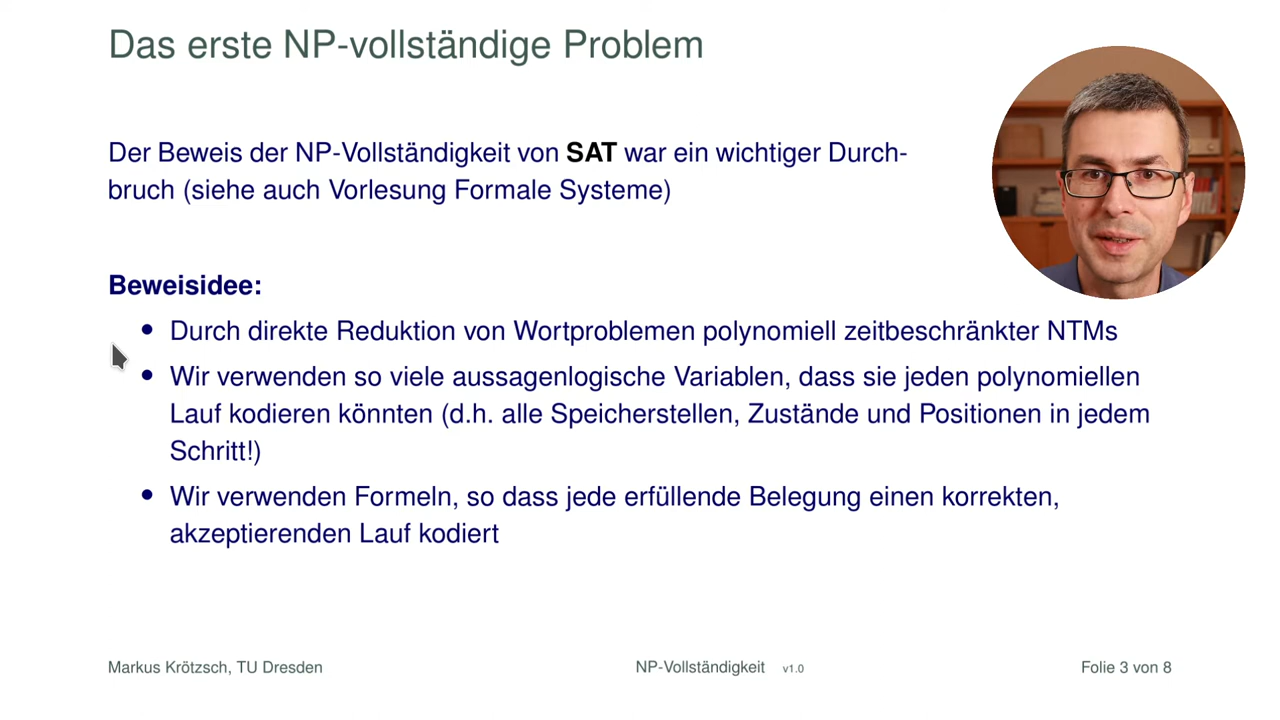 Das erste NP-vollständige Problem
Der Beweis der NP-Vollständigkeit von SAT war ein wichtiger Durch-
bruch (siehe auch Vorlesung Formale Systeme)
Beweisidee:
• Durch direkte Reduktion von Wortproblemen polynomiell zeitbeschränkter NTMs
• Wir verwenden so viele aussagenlogische Variablen, dass sie jeden polynomiellen
Lauf kodieren könnten (d.h. alle Speicherstellen, Zustände und Positionen in jedem
Schritt!)
• Wir verwenden Formeln, so dass jede erfüllende Belegung einen korrekten,
akzeptierenden Lauf kodiert
Markus Krötzsch, TU Dresden NP-Vollständigkeit v1.0 Folie 3 von 8